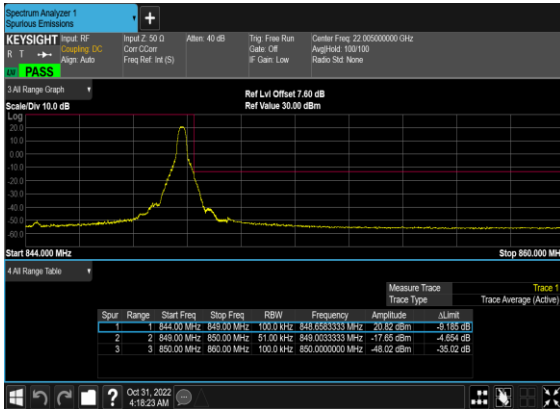 Spectrum Analyzer 1
Spurious Emissions
+
KEYSIGHT Input: RF Input Z: 50 Ω Atten: 40 dB Trig: Free Run Center Freq: 22.005000000 GHz
R T Coupling: DC Corr CCorr Gate: Off Avg|Hold: 100/100
Align: Auto Freq Ref: Int (S) IF Gain: Low Radio Std: None
PASS
3 All Range Graph
Ref Lvl Offset 7.60 dB
Scale/Div 10.0 dB Ref Value 30.00 dBm
Log
20.0
10.0
0.00
-10.0
-20.0
-30.0
-40.0
-50.0
-60.0
Start 844.000 MHz Stop 860.000 MH
4 All Range Table
Measure Trace Trace 1
Trace Type Trace Average (Active)
Spur Range Start Freq Stop Freq RBW Frequency Amplitude ΔLimit
1 1 844.00 MHz 849.00 MHz 100.0 kHz 848.6583333 MHz 20.82 dBm -9.185 dB
2 2 849.00 MHz 850.00 MHz 51.00 kHz 849.0033333 MHz -17.65 dBm -4.654 dB
3 3 850.00 MHz 860.00 MHz 100.0 kHz 850.0000000 MHz -48.02 dBm -35.02 dB
?
Oct 31, 2022
4:18:23 AM